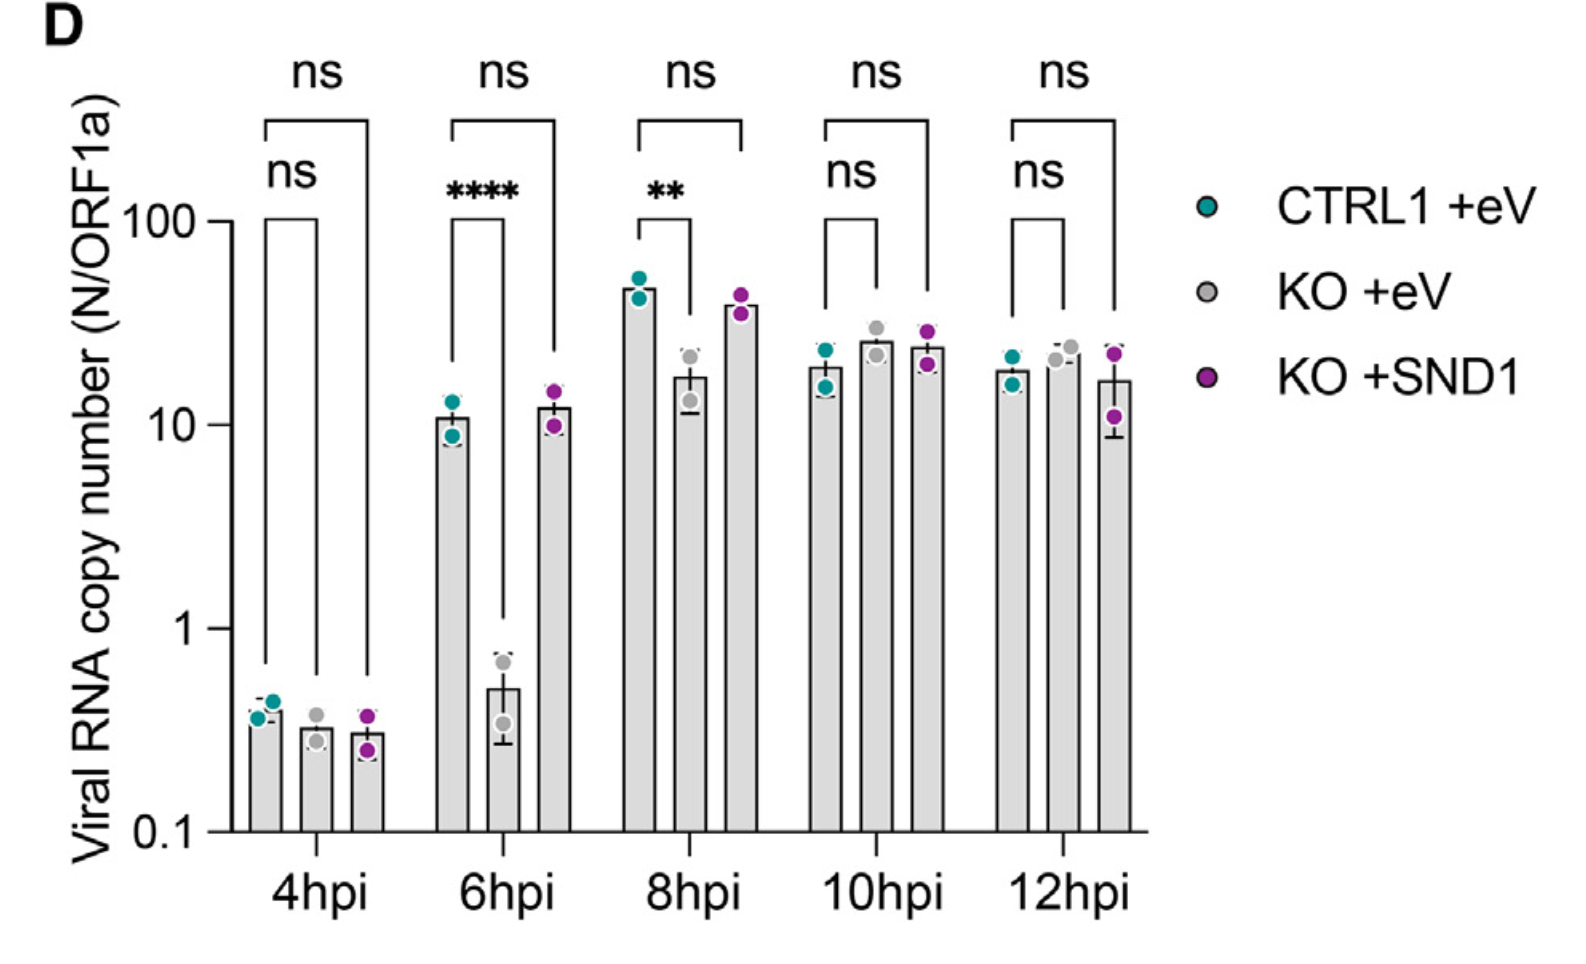 D
ns ns ns ns ns
ns **** ** ns ns
Viral RNA copy number (N/ORF1a)
100
10
1
0.1
4hpi 6hpi 8hpi 10hpi 12hpi
CTRL1 +eV
KO +eV
KO +SND1